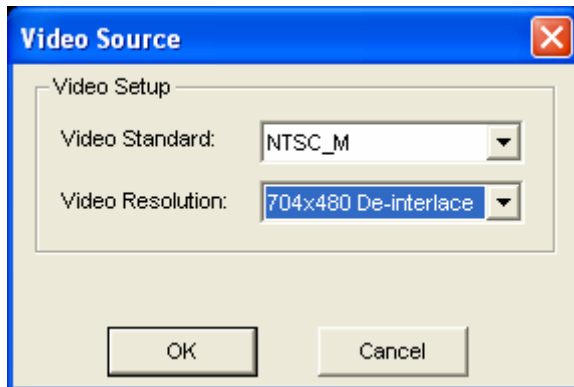 Video Source
Video Setup
Video Standard: NTSC_M
Video Resolution: 704x480 De-interlace
OK Cancel